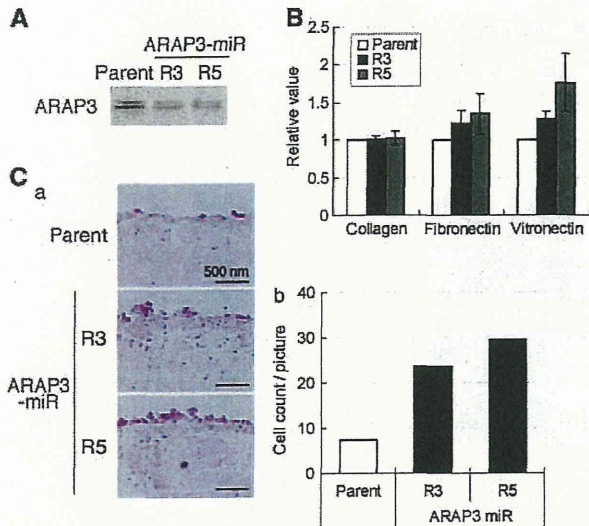 A
ARAP3-miR
Parent R3 R5
ARAP3
B
Parent
R3
R5
Relative value
2.5
2
1.5
1
0.5
0
Collagen Fibronectin Vitronectin
C
a
Parent
500 nm
R3
ARAP3
-miR
R5
b
Cell count / picture
40
30
20
10
0
Parent R3 R5
ARAP3 miR